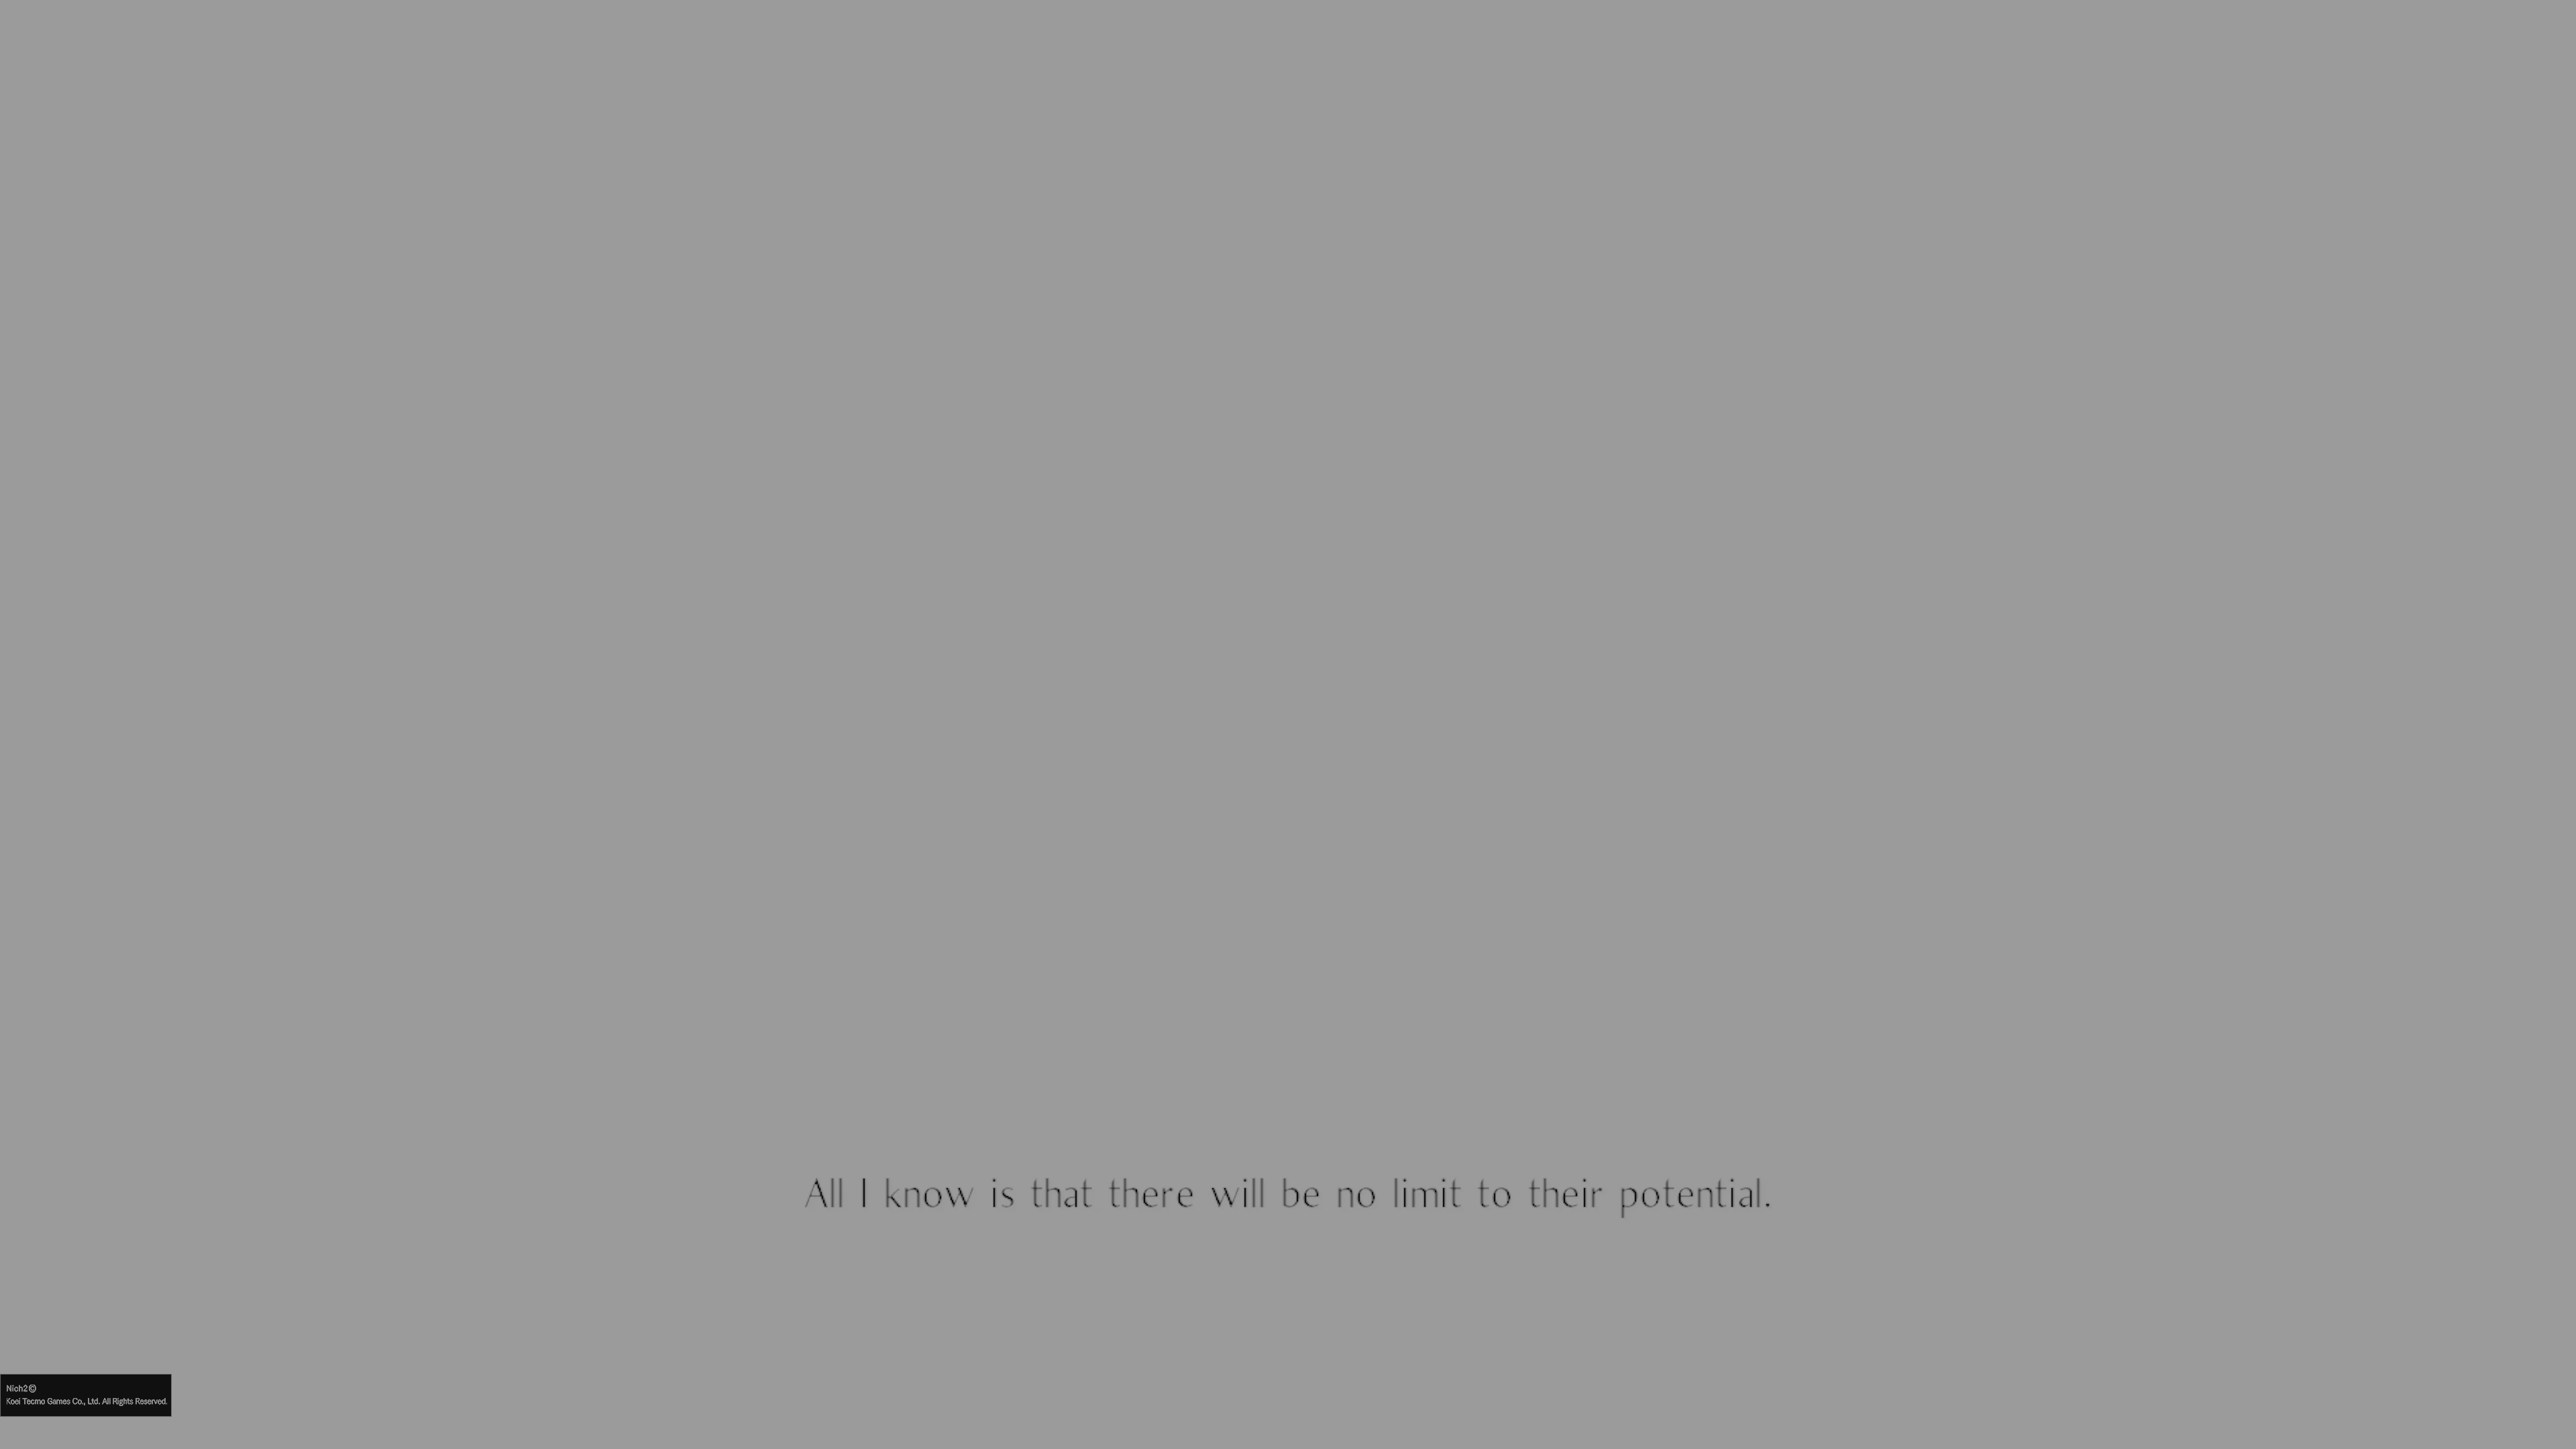 All I know is that there will be no limit to their potential.
Nioh2©
Koei Tecmo Games Co., Ltd. All Rights Reserved.